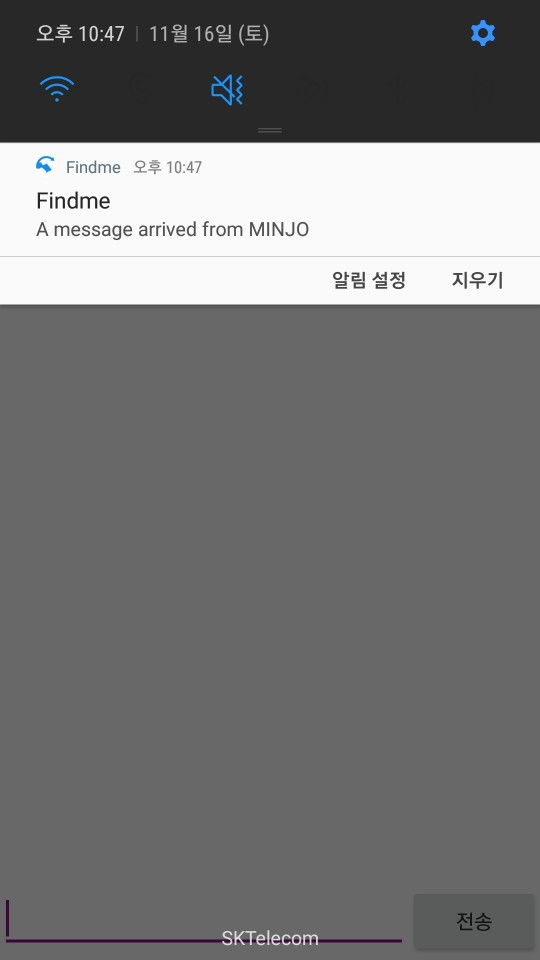 오후 10:47 | 11월 16일 (토)
Findme 오후 10:47
Findme
A message arrived from MINJO
알림 설정 지우기
전송
SKTelecom